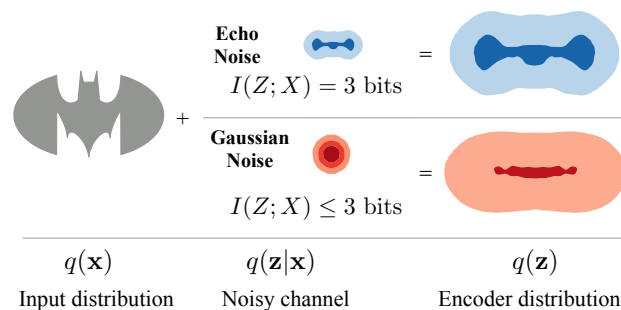 Echo
Noise
=
I(Z; X) = 3 bits
+
Gaussian
Noise
=
I(Z; X) ≤ 3 bits
q(x)
q(z|x)
q(z)
Input distribution
Noisy channel
Encoder distribution